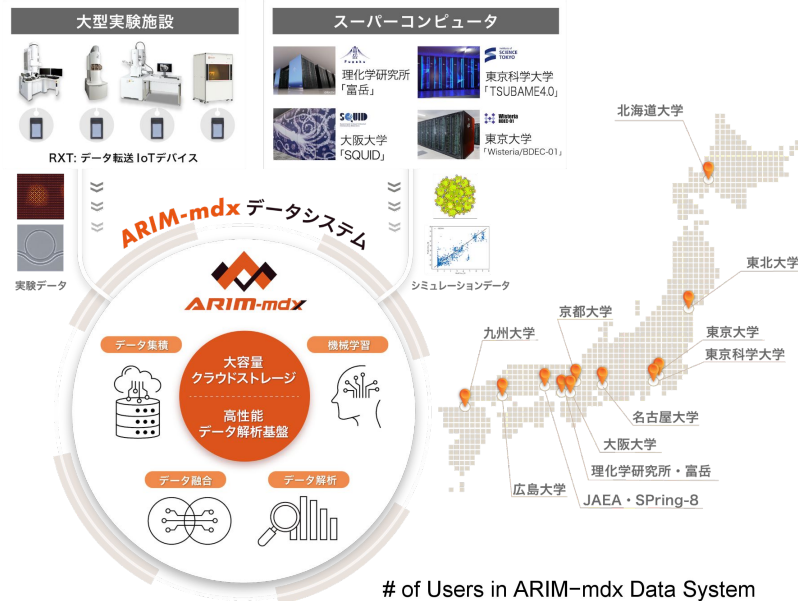 大型実験施設
RXT: データ転送 IoTデバイス
スーパーコンピュータ
Fugaku
理化学研究所
「富岳」
SCIENCE
TOKYO
東京科学大学
「TSUBAME4.0」
SQUID
大阪大学
「SQUID」
Wisteria
BDEC-01
東京大学
「Wisteria/BDEC-01」
実験データ
シミュレーションデータ
ARIM-mdx データシステム
ARIM-mdx
データ集積
機械学習
大容量
クラウドストレージ
高性能
データ解析基盤
データ融合
データ解析
北海道大学
東北大学
京都大学
九州大学
東京大学
東京科学大学
名古屋大学
大阪大学
理化学研究所・富岳
広島大学
JAEA・SPring-8
# of Users in ARIM-mdx Data System